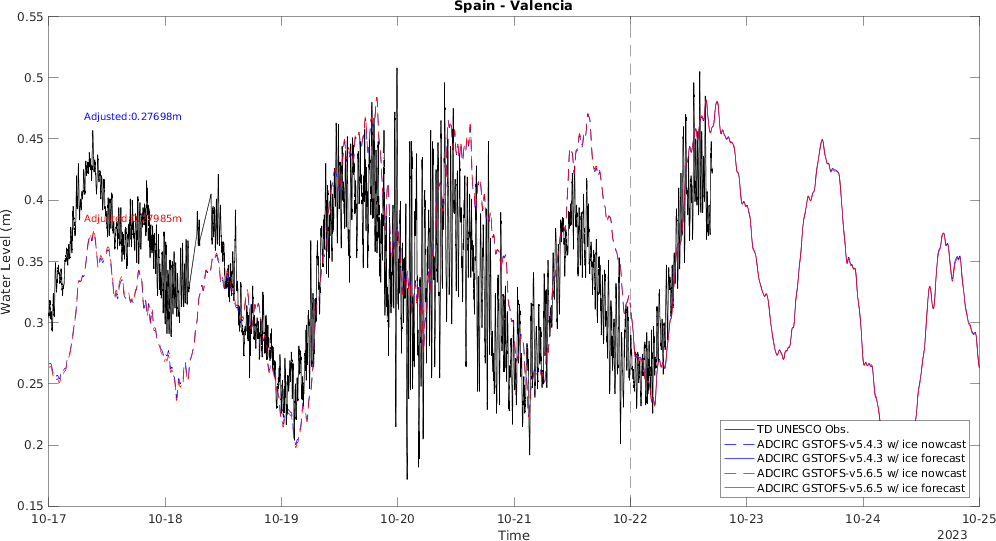 Spain - Valencia
0.55
0.5
0.45
0.4
0.35
0.3
0.25
0.2
0.15
Water Level (m)
Adjusted:0.27698m
Adjusted:0.27985m
TD UNESCO Obs.
ADCIRC GSTOFS-v5.4.3 w/ ice nowcast
ADCIRC GSTOFS-v5.4.3 w/ ice forecast
ADCIRC GSTOFS-v5.6.5 w/ ice nowcast
ADCIRC GSTOFS-v5.6.5 w/ ice forecast
10-17 10-18 10-19 10-20 10-21 10-22 10-23 10-24 10-25
Time
2023